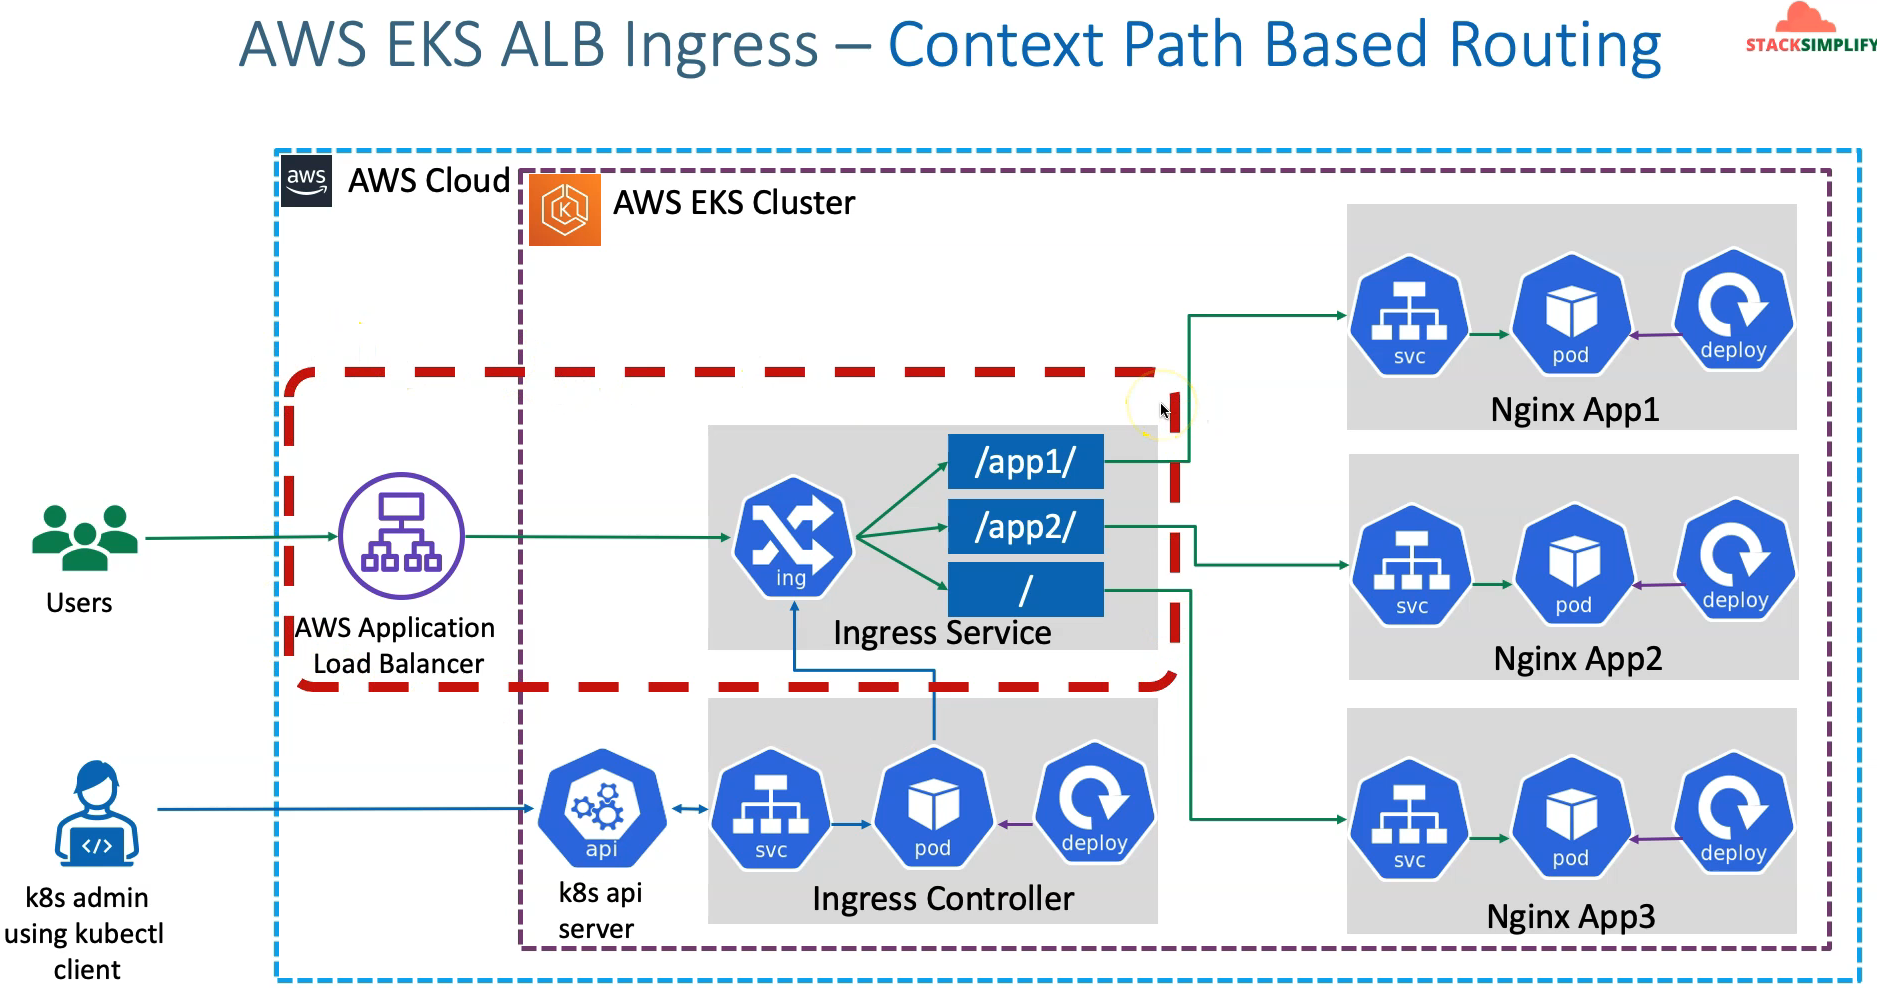 AWS EKS ALB Ingress – Context Path Based Routing
STACKSIMPLIFY
aws
AWS Cloud
K
AWS EKS Cluster
svc
pod
deploy
Nginx App1
/app1/
/app2/
/
ing
Ingress Service
Users
AWS Application
Load Balancer
svc
pod
deploy
Nginx App2
</>
k8s admin
using kubectl
client
api
k8s api
server
svc
pod
deploy
Ingress Controller
svc
pod
deploy
Nginx App3